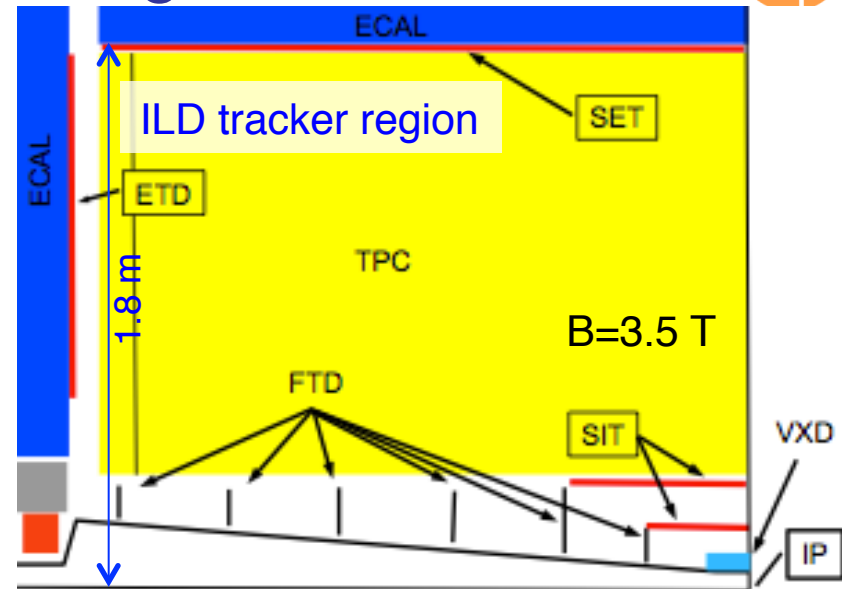 ECAL
ILD tracker region
SET
ECAL
ETD
TPC
1.8 m
B=3.5 T
FTD
SIT
VXD
IP